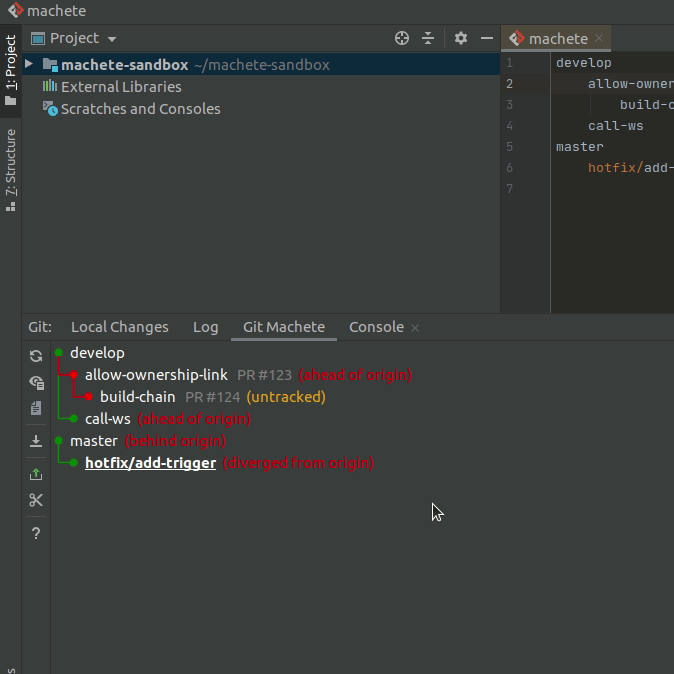 machete
1: Project
Project
machete
machete-sandbox ~/machete-sandbox
External Libraries
Scratches and Consoles
7: Structure
1 develop
2 allow-owner
3 build-c
4 call-ws
5 master
6 hotfix/add-
7
Git: Local Changes Log Git Machete Console
develop
allow-ownership-link PR #123 (ahead of origin)
build-chain PR #124 (untracked)
call-ws (ahead of origin)
master (behind origin)
hotfix/add-trigger (diverged from origin)
?